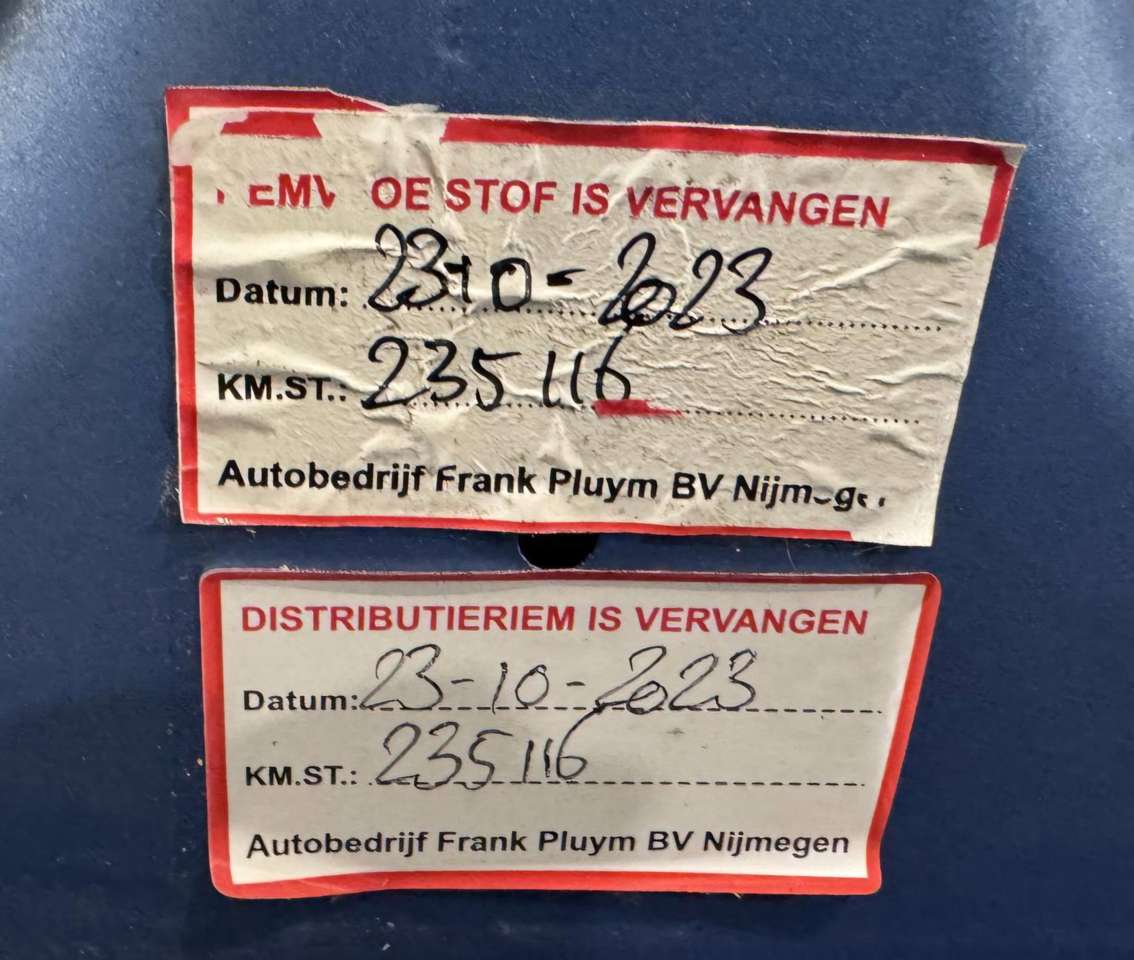 EMV OE STOF IS VERVANGEN
Datum: 23-10-2023
KM.ST.: 235116
Autobedrijf Frank Pluym BV
DISTRIBUTIERIEM IS VERVANGEN
Datum: 23-10-2023
KM.ST.: 235116
Autobedrijf Frank Pluym BV Nijmegen